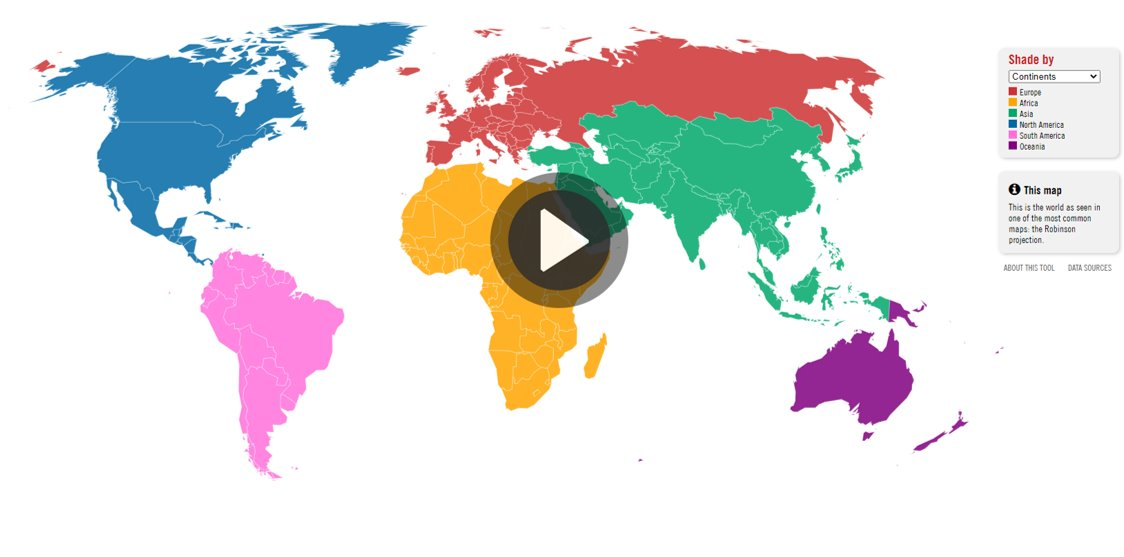 Shade by
Continents
Europe
Africa
Asia
North America
South America
Oceania
This map
This is the world as seen in
one of the most common
maps: the Robinson
projection.
ABOUT THIS TOOL DATA SOURCES